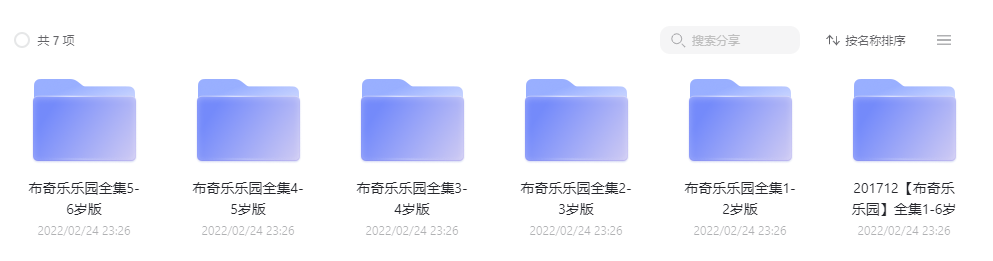 共 7 项
搜索分享
按名称排序
布奇乐乐园全集5-
6岁版
2022/02/24 23:26
布奇乐乐园全集4-
5岁版
2022/02/24 23:26
布奇乐乐园全集3-
4岁版
2022/02/24 23:26
布奇乐乐园全集2-
3岁版
2022/02/24 23:26
布奇乐乐园全集1-
2岁版
2022/02/24 23:26
201712【布奇乐
乐园】全集1-6岁
2022/02/24 23:26